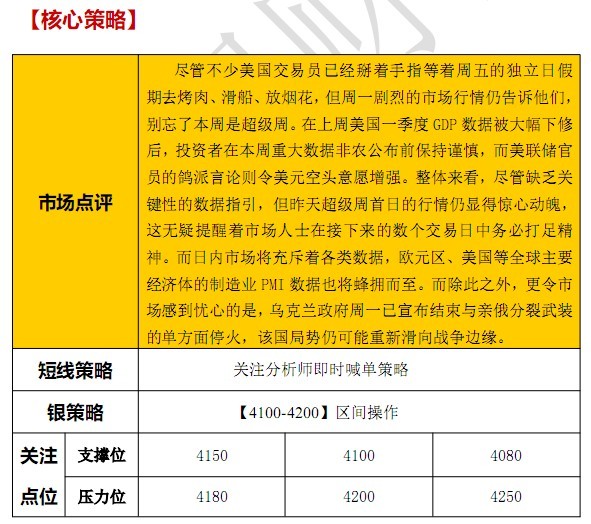 【核心策略】
尽管不少美国交易员已经掰着手指等着周五的独立日假
期去烤肉、滑船、放烟花，但周一剧烈的市场行情仍告诉他们，
别忘了本周是超级周。在上周美国一季度 GDP 数据被大幅下修
后，投资者在本周重大数据非农公布前保持谨慎，而美联储官
员的鸽派言论则令美元空头意愿增强。整体来看，尽管缺乏关
键性的数据指引，但昨天超级周首日的行情仍显得惊心动魄，
这无疑提醒着市场人士在接下来的数个交易日中务必打足精
神。而日内市场将充斥着各类数据，欧元区、美国等全球主要
经济体的制造业 PMI 数据也将蜂拥而至。而除此之外，更令市
场感到忧心的是，乌克兰政府周一已宣布结束与亲俄分裂武装
的单方面停火，该国局势仍可能重新滑向战争边缘。
市场点评
短线策略 关注分析师即时喊单策略
银策略 【4100-4200】区间操作
关注 支撑位 4150 4100 4080
点位 压力位 4180 4200 4250